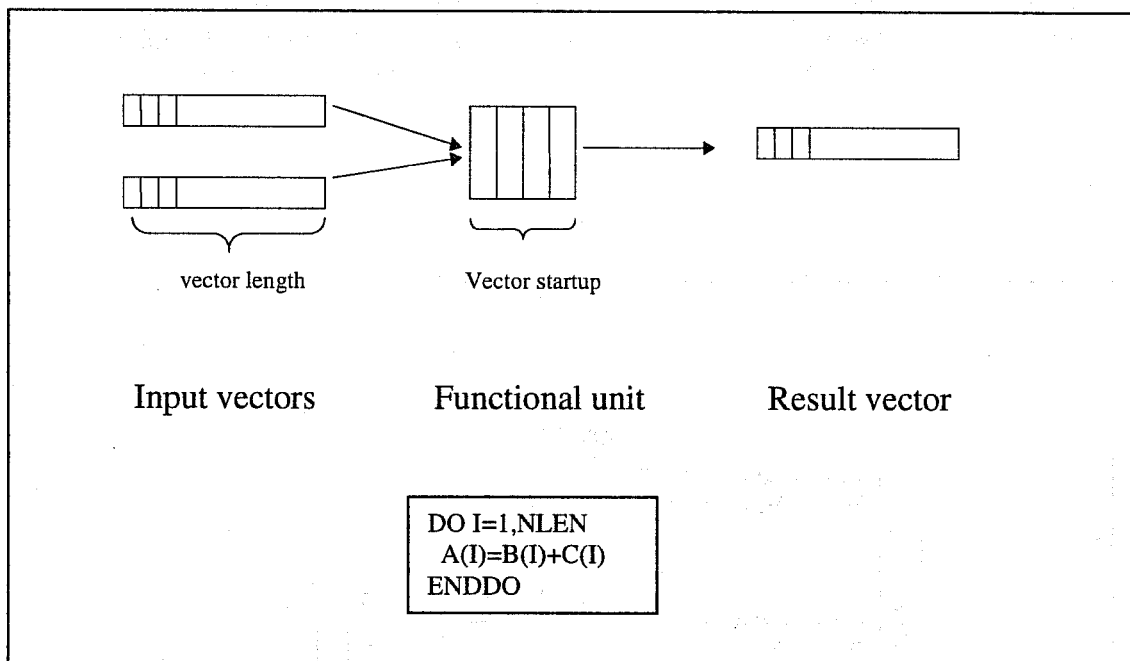 vector length
Vector startup
Input vectors
Functional unit
Result vector
DO I=1,NLEN
A(I)=B(I)+C(I)
ENDDO